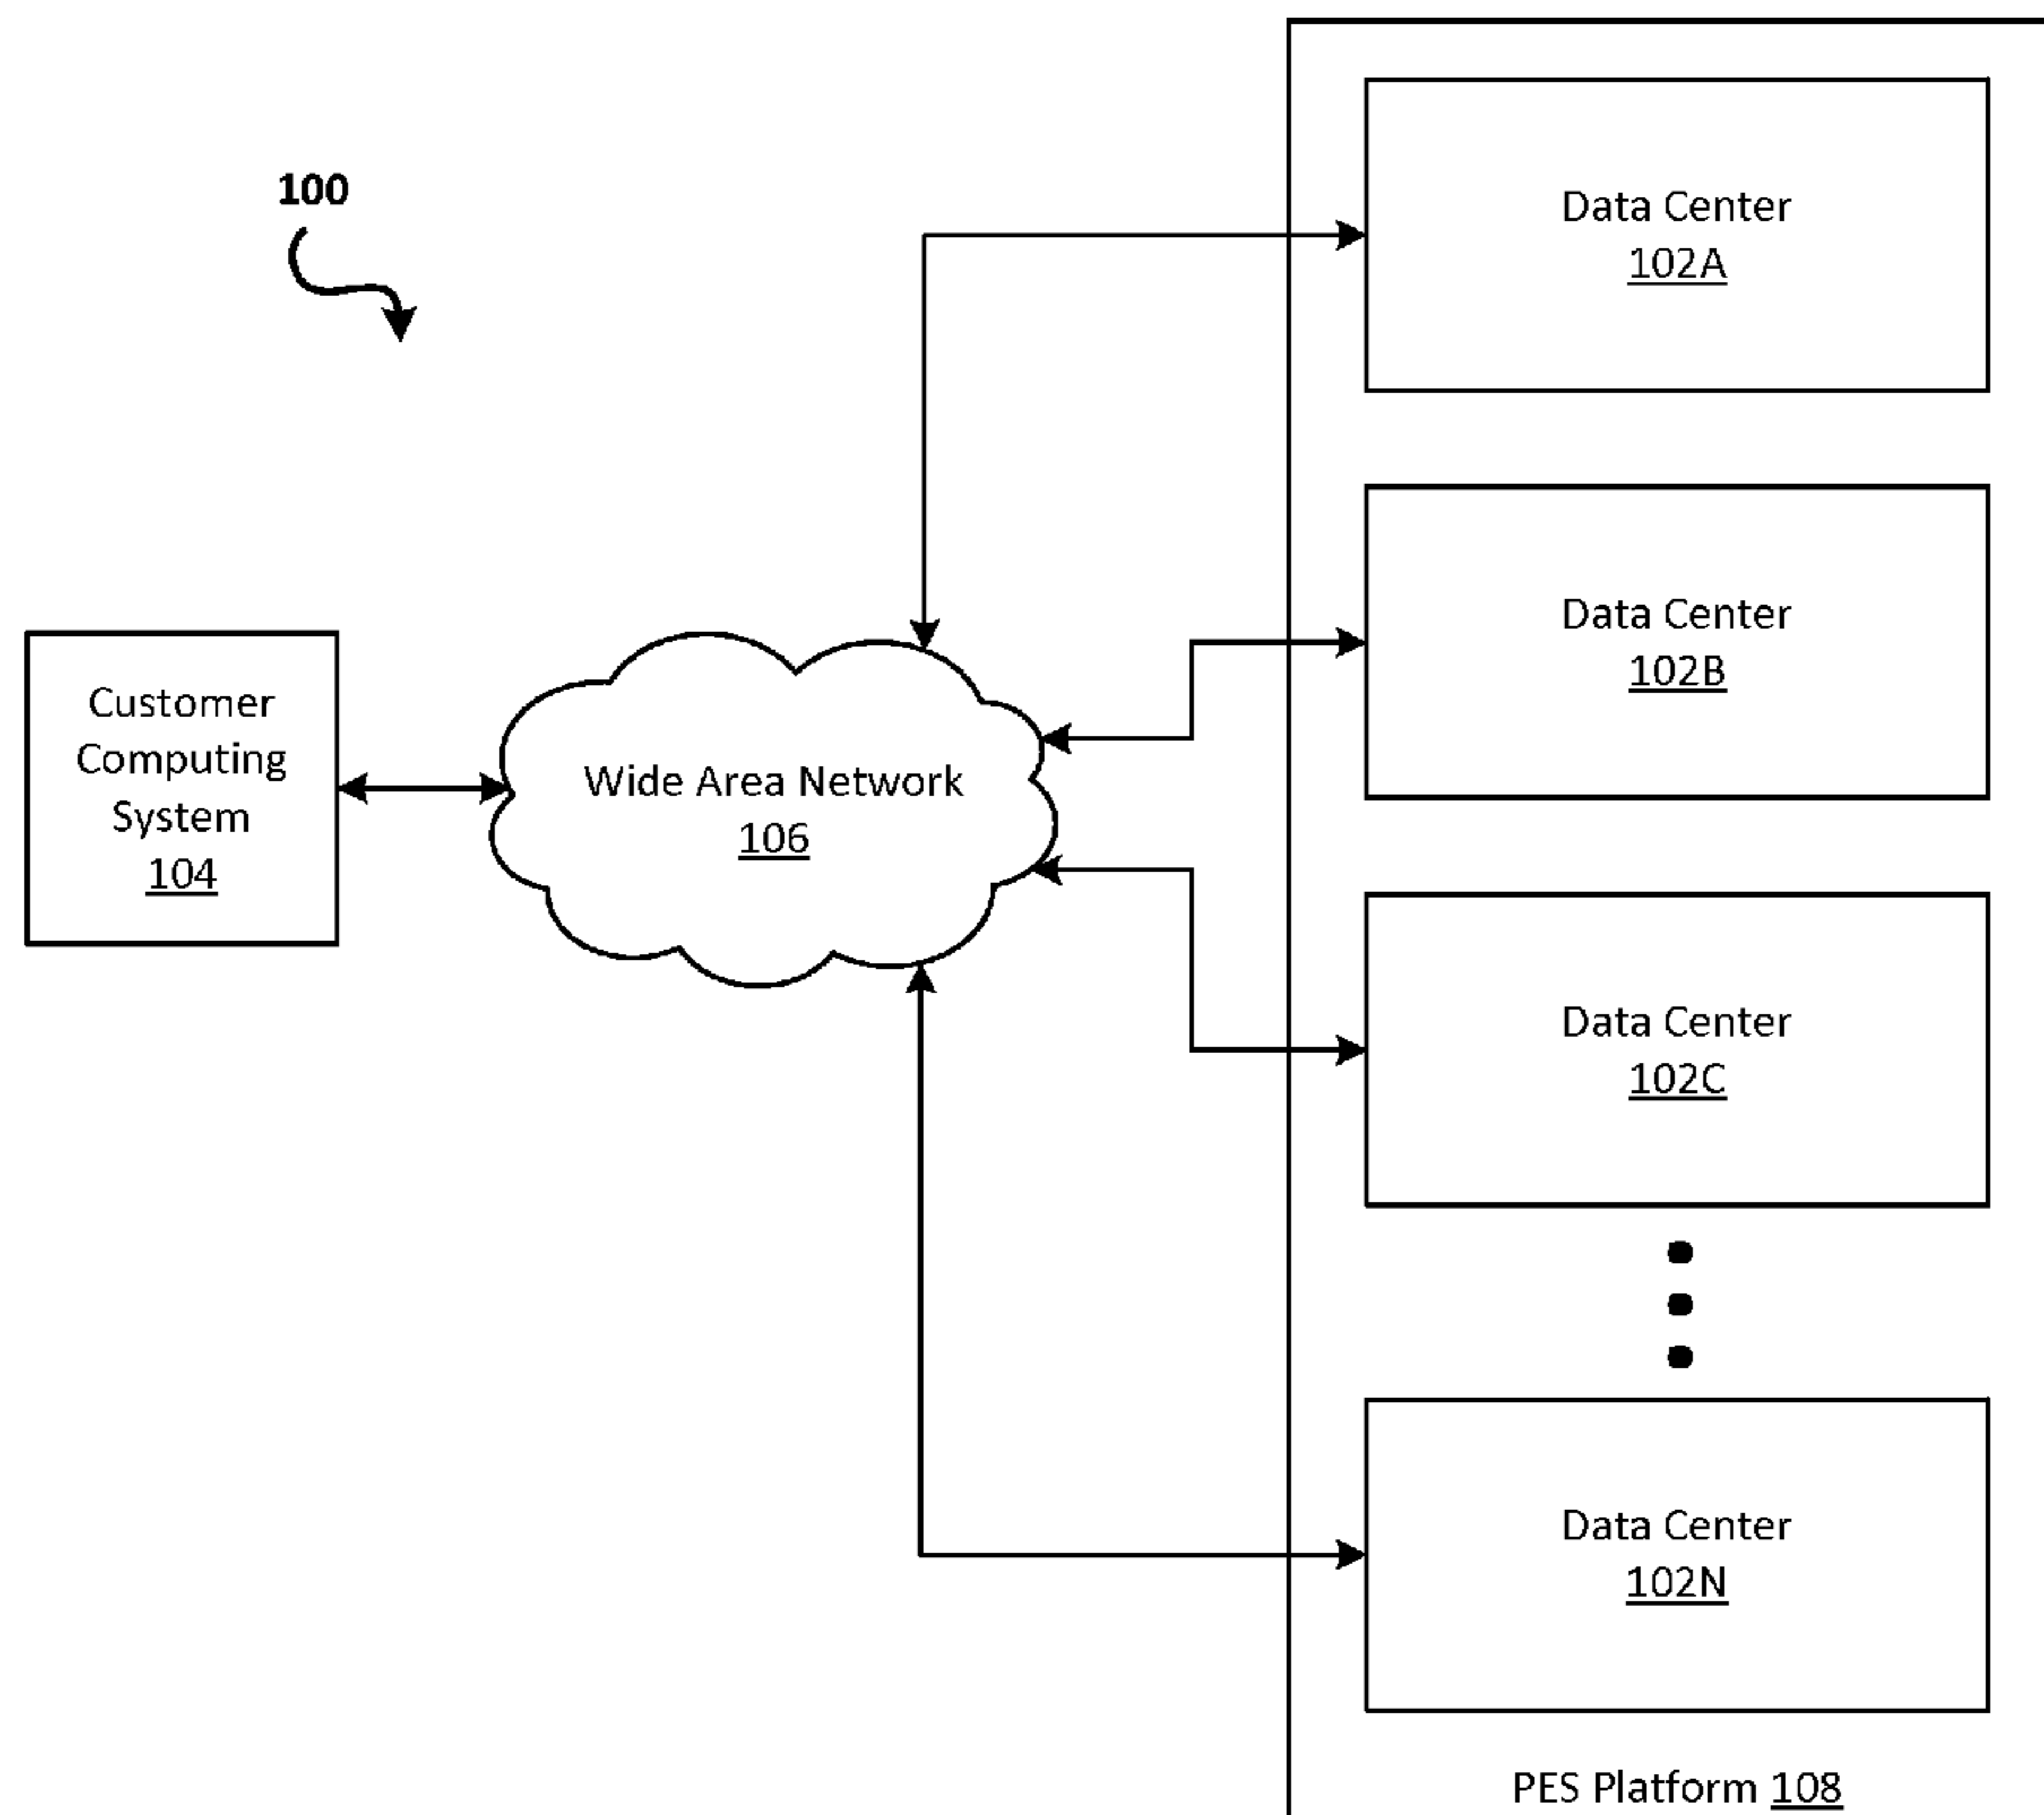 100
Data Center
102A
Data Center
102B
Customer
Computing
System
104
Wide Area Network
106
Data Center
102C
Data Center
102N
PES Platform 108